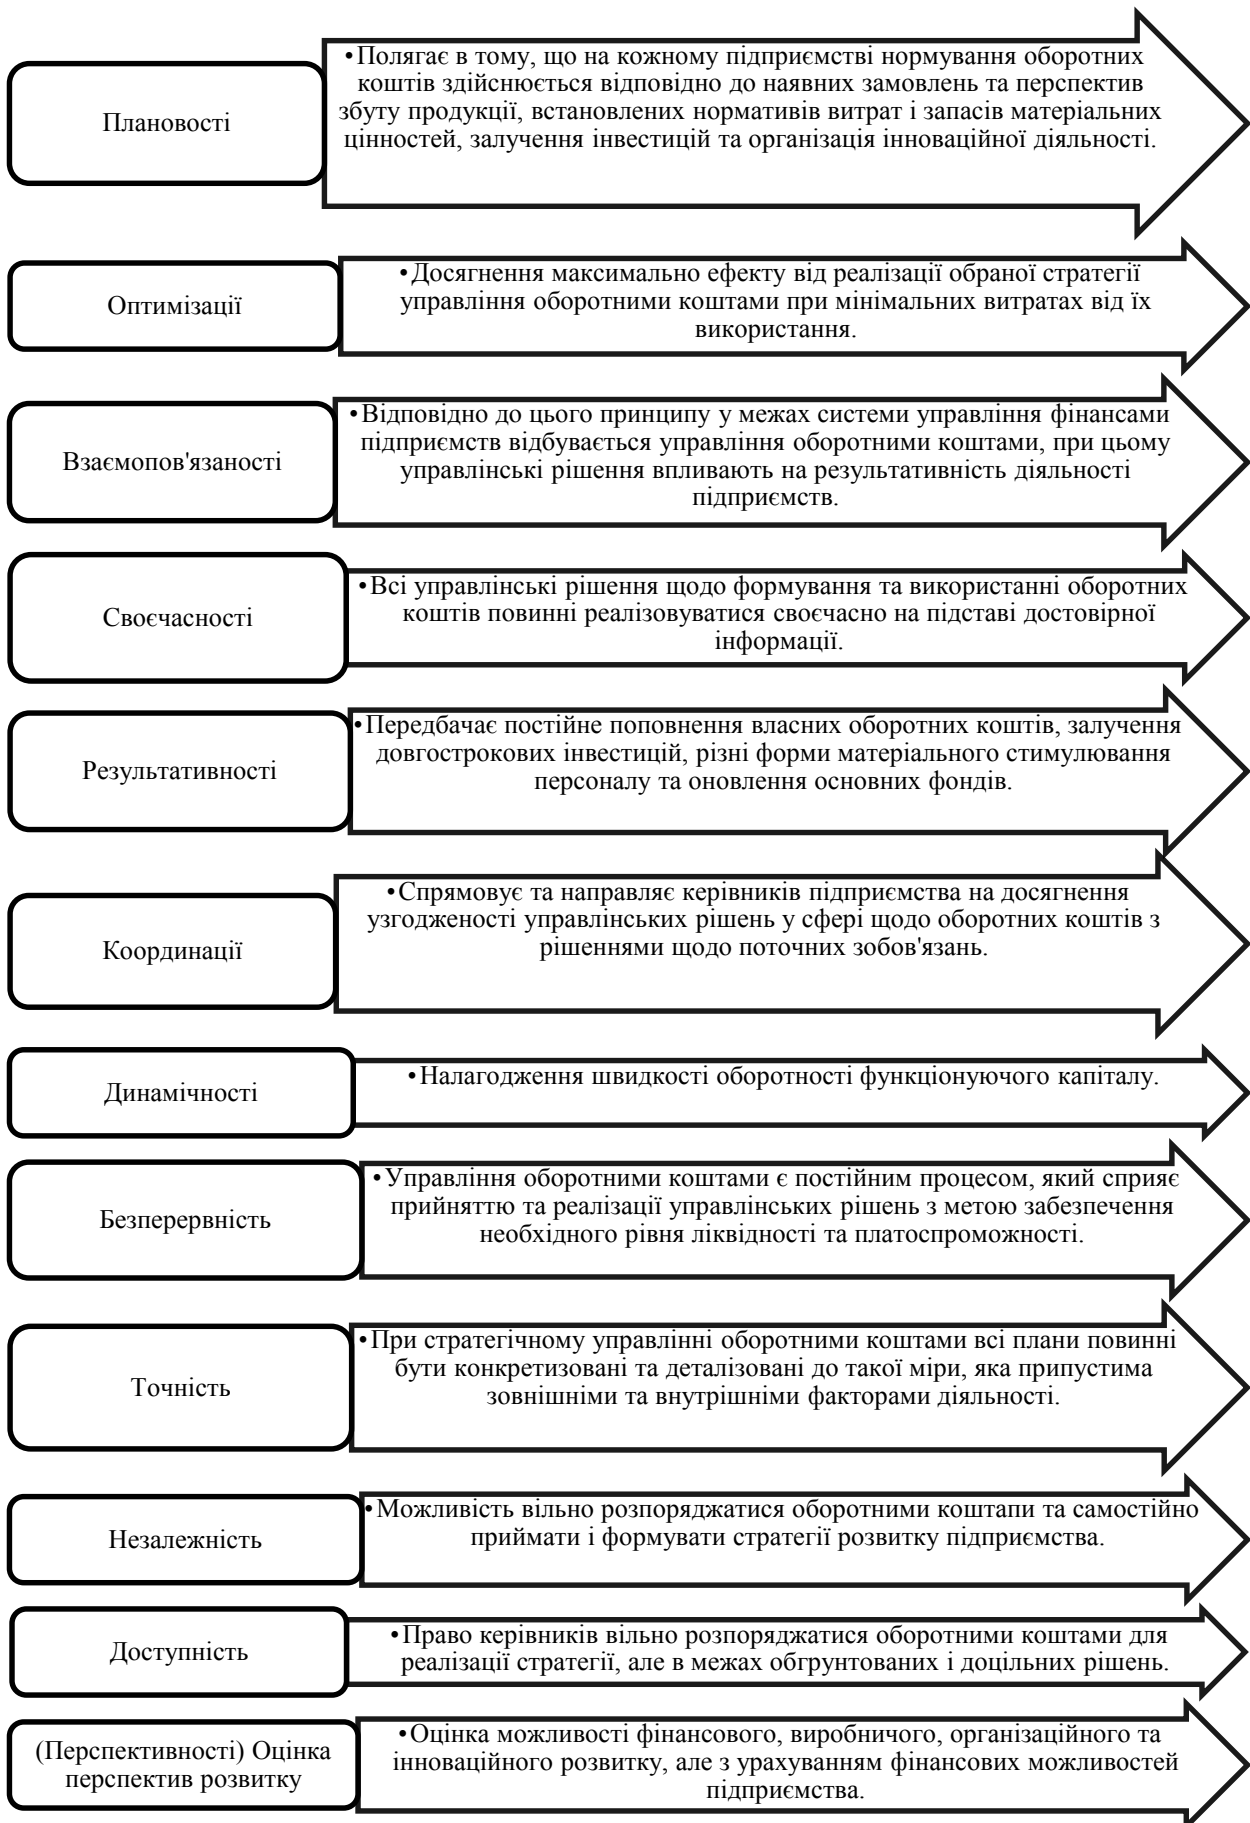 Плановості
•Полягає в тому, що на кожному підприємстві нормування оборотних
коштів здійснюється відповідно до наявних замовлень та перспектив
збуту продукції, встановлених нормативів витрат і запасів матеріальних
цінностей, залучення інвестицій та організація інноваційної діяльності.
Оптимізації
•Досягнення максимально ефекту від реалізації обраної стратегії
управління оборотними коштами при мінімальних витратах від їх
використання.
Взаємопов'язаності
•Відповідно до цього принципу у межах системи управління фінансами
підприємств відбувається управління оборотними коштами, при цьому
управлінські рішення впливають на результативність діяльності
підприємств.
Своєчасності
•Всі управлінські рішення щодо формування та використанні оборотних
коштів повинні реалізовуватися своєчасно на підставі достовірної
інформації.
Результативності
•Передбачає постійне поповнення власних оборотних коштів, залучення
довгострокових інвестицій, різні форми матеріального стимулювання
персоналу та оновлення основних фондів.
Координації
•Спрямовує та направляє керівників підприємства на досягнення
узгодженості управлінських рішень у сфері щодо оборотних коштів з
рішеннями щодо поточних зобов'язань.
Динамічності
•Налагодження швидкості оборотності функціонуючого капіталу.
Безперервність
•Управління оборотними коштами є постійним процесом, який сприяє
прийняттю та реалізації управлінських рішень з метою забезпечення
необхідного рівня ліквідності та платоспроможності.
Точність
•При стратегічному управлінні оборотними коштами всі плани повинні
бути конкретизовані та деталізовані до такої міри, яка припустима
зовнішніми та внутрішніми факторами діяльності.
Незалежність
•Можливість вільно розпоряджатися оборотними коштапи та самостійно
приймати і формувати стратегії розвитку підприємства.
Доступність
•Право керівників вільно розпоряджатися оборотними коштами для
реалізації стратегії, але в межах обгрунтованих і доцільних рішень.
(Перспективності) Оцінка
перспектив розвитку
•Оцінка можливості фінансового, виробничого, організаційного та
інноваційного розвитку, але з урахуванням фінансових можливостей
підприємства.